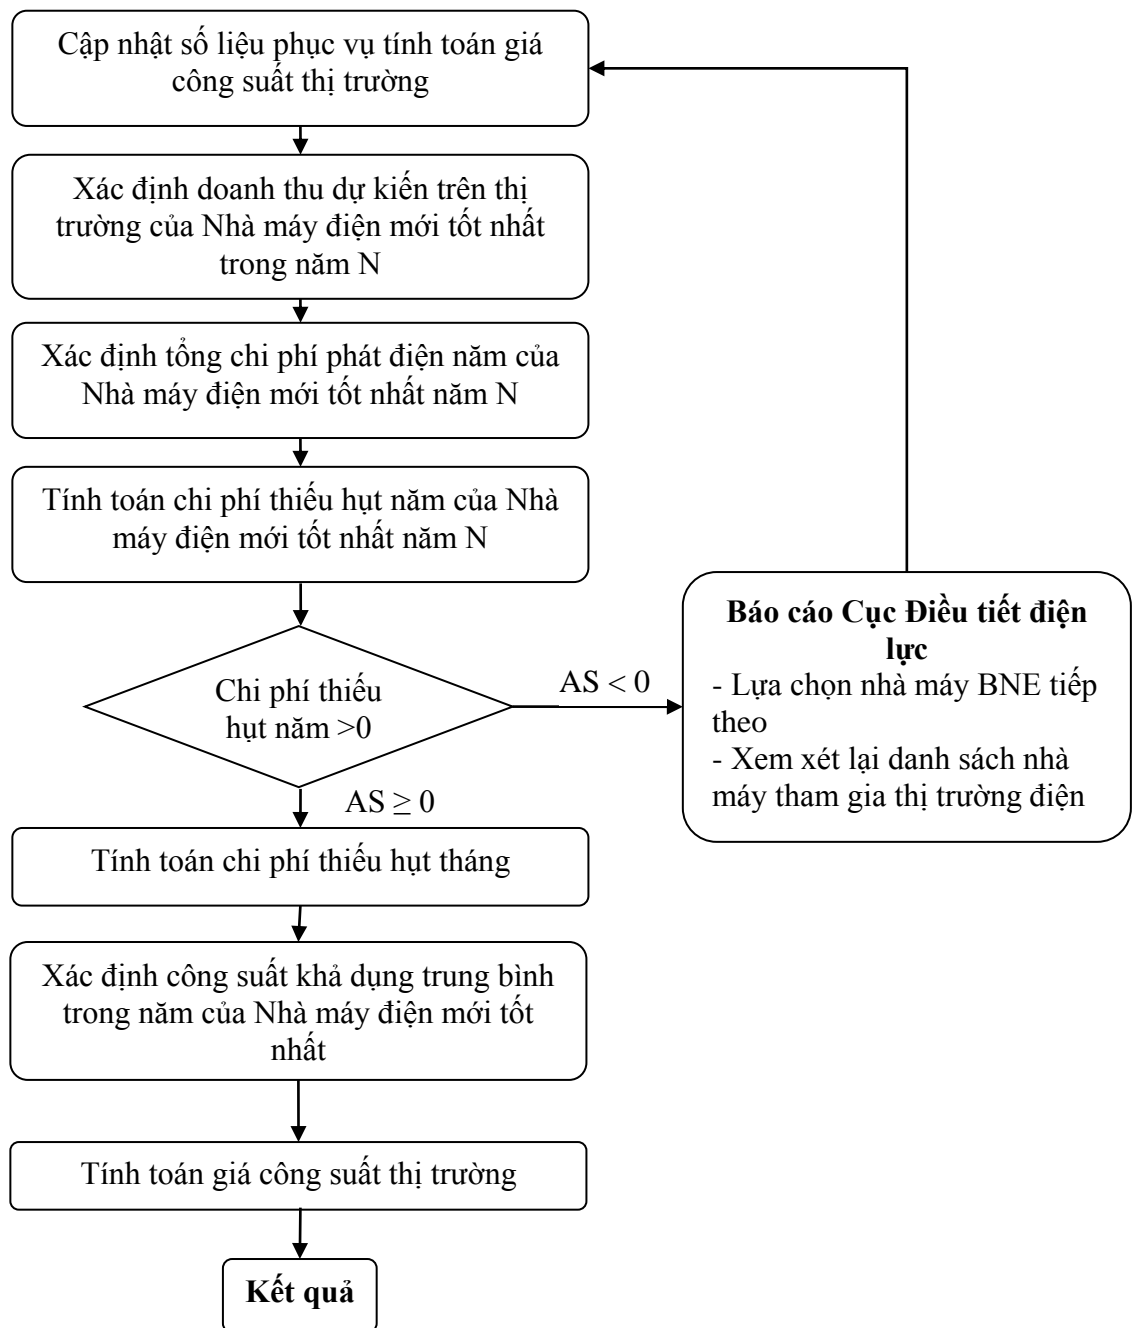 Cập nhật số liệu phục vụ tính toán giá
công suất thị trường
Xác định doanh thu dự kiến trên thị
trường của Nhà máy điện mới tốt nhất
trong năm N
Xác định tổng chi phí phát điện năm của
Nhà máy điện mới tốt nhất năm N
Tính toán chi phí thiếu hụt năm của Nhà
máy điện mới tốt nhất năm N
Chi phí thiếu
hụt năm >0
AS < 0
Báo cáo Cục Điều tiết điện
lực
- Lựa chọn nhà máy BNE tiếp
theo
- Xem xét lại danh sách nhà
máy tham gia thị trường điện
AS ≥ 0
Tính toán chi phí thiếu hụt tháng
Xác định công suất khả dụng trung bình
trong năm của Nhà máy điện mới tốt
nhất
Tính toán giá công suất thị trường
Kết quả